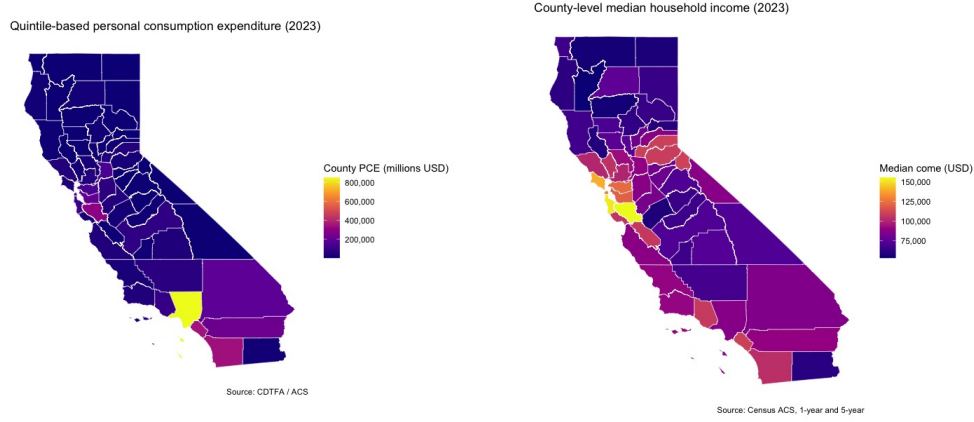 Quintile-based personal consumption expenditure (2023)
County PCE (millions USD)
800,000
600,000
400,000
200,000
Source: CDTFA / ACS
County-level median household income (2023)
Median come (USD)
150,000
125,000
100,000
75,000
Source: Census ACS, 1-year and 5-year